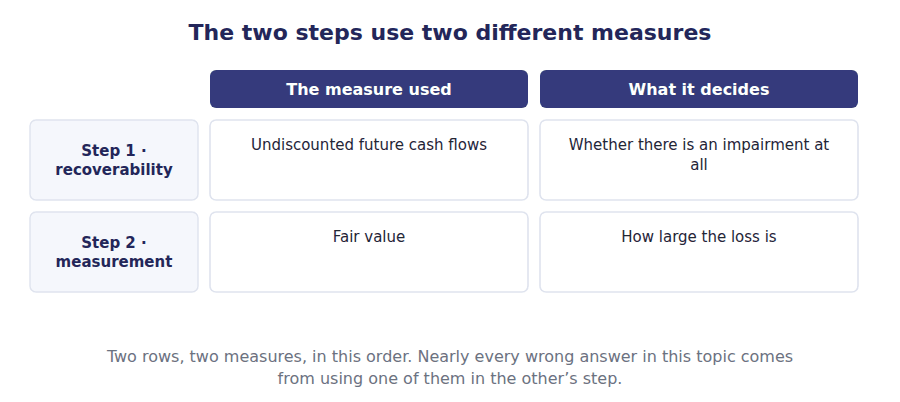 The two steps use two different measures
The measure used
What it decides
Step 1 ·
recoverability
Undiscounted future cash flows
Whether there is an impairment at
all
Step 2 ·
measurement
Fair value
How large the loss is
Two rows, two measures, in this order. Nearly every wrong answer in this topic comes
from using one of them in the other’s step.